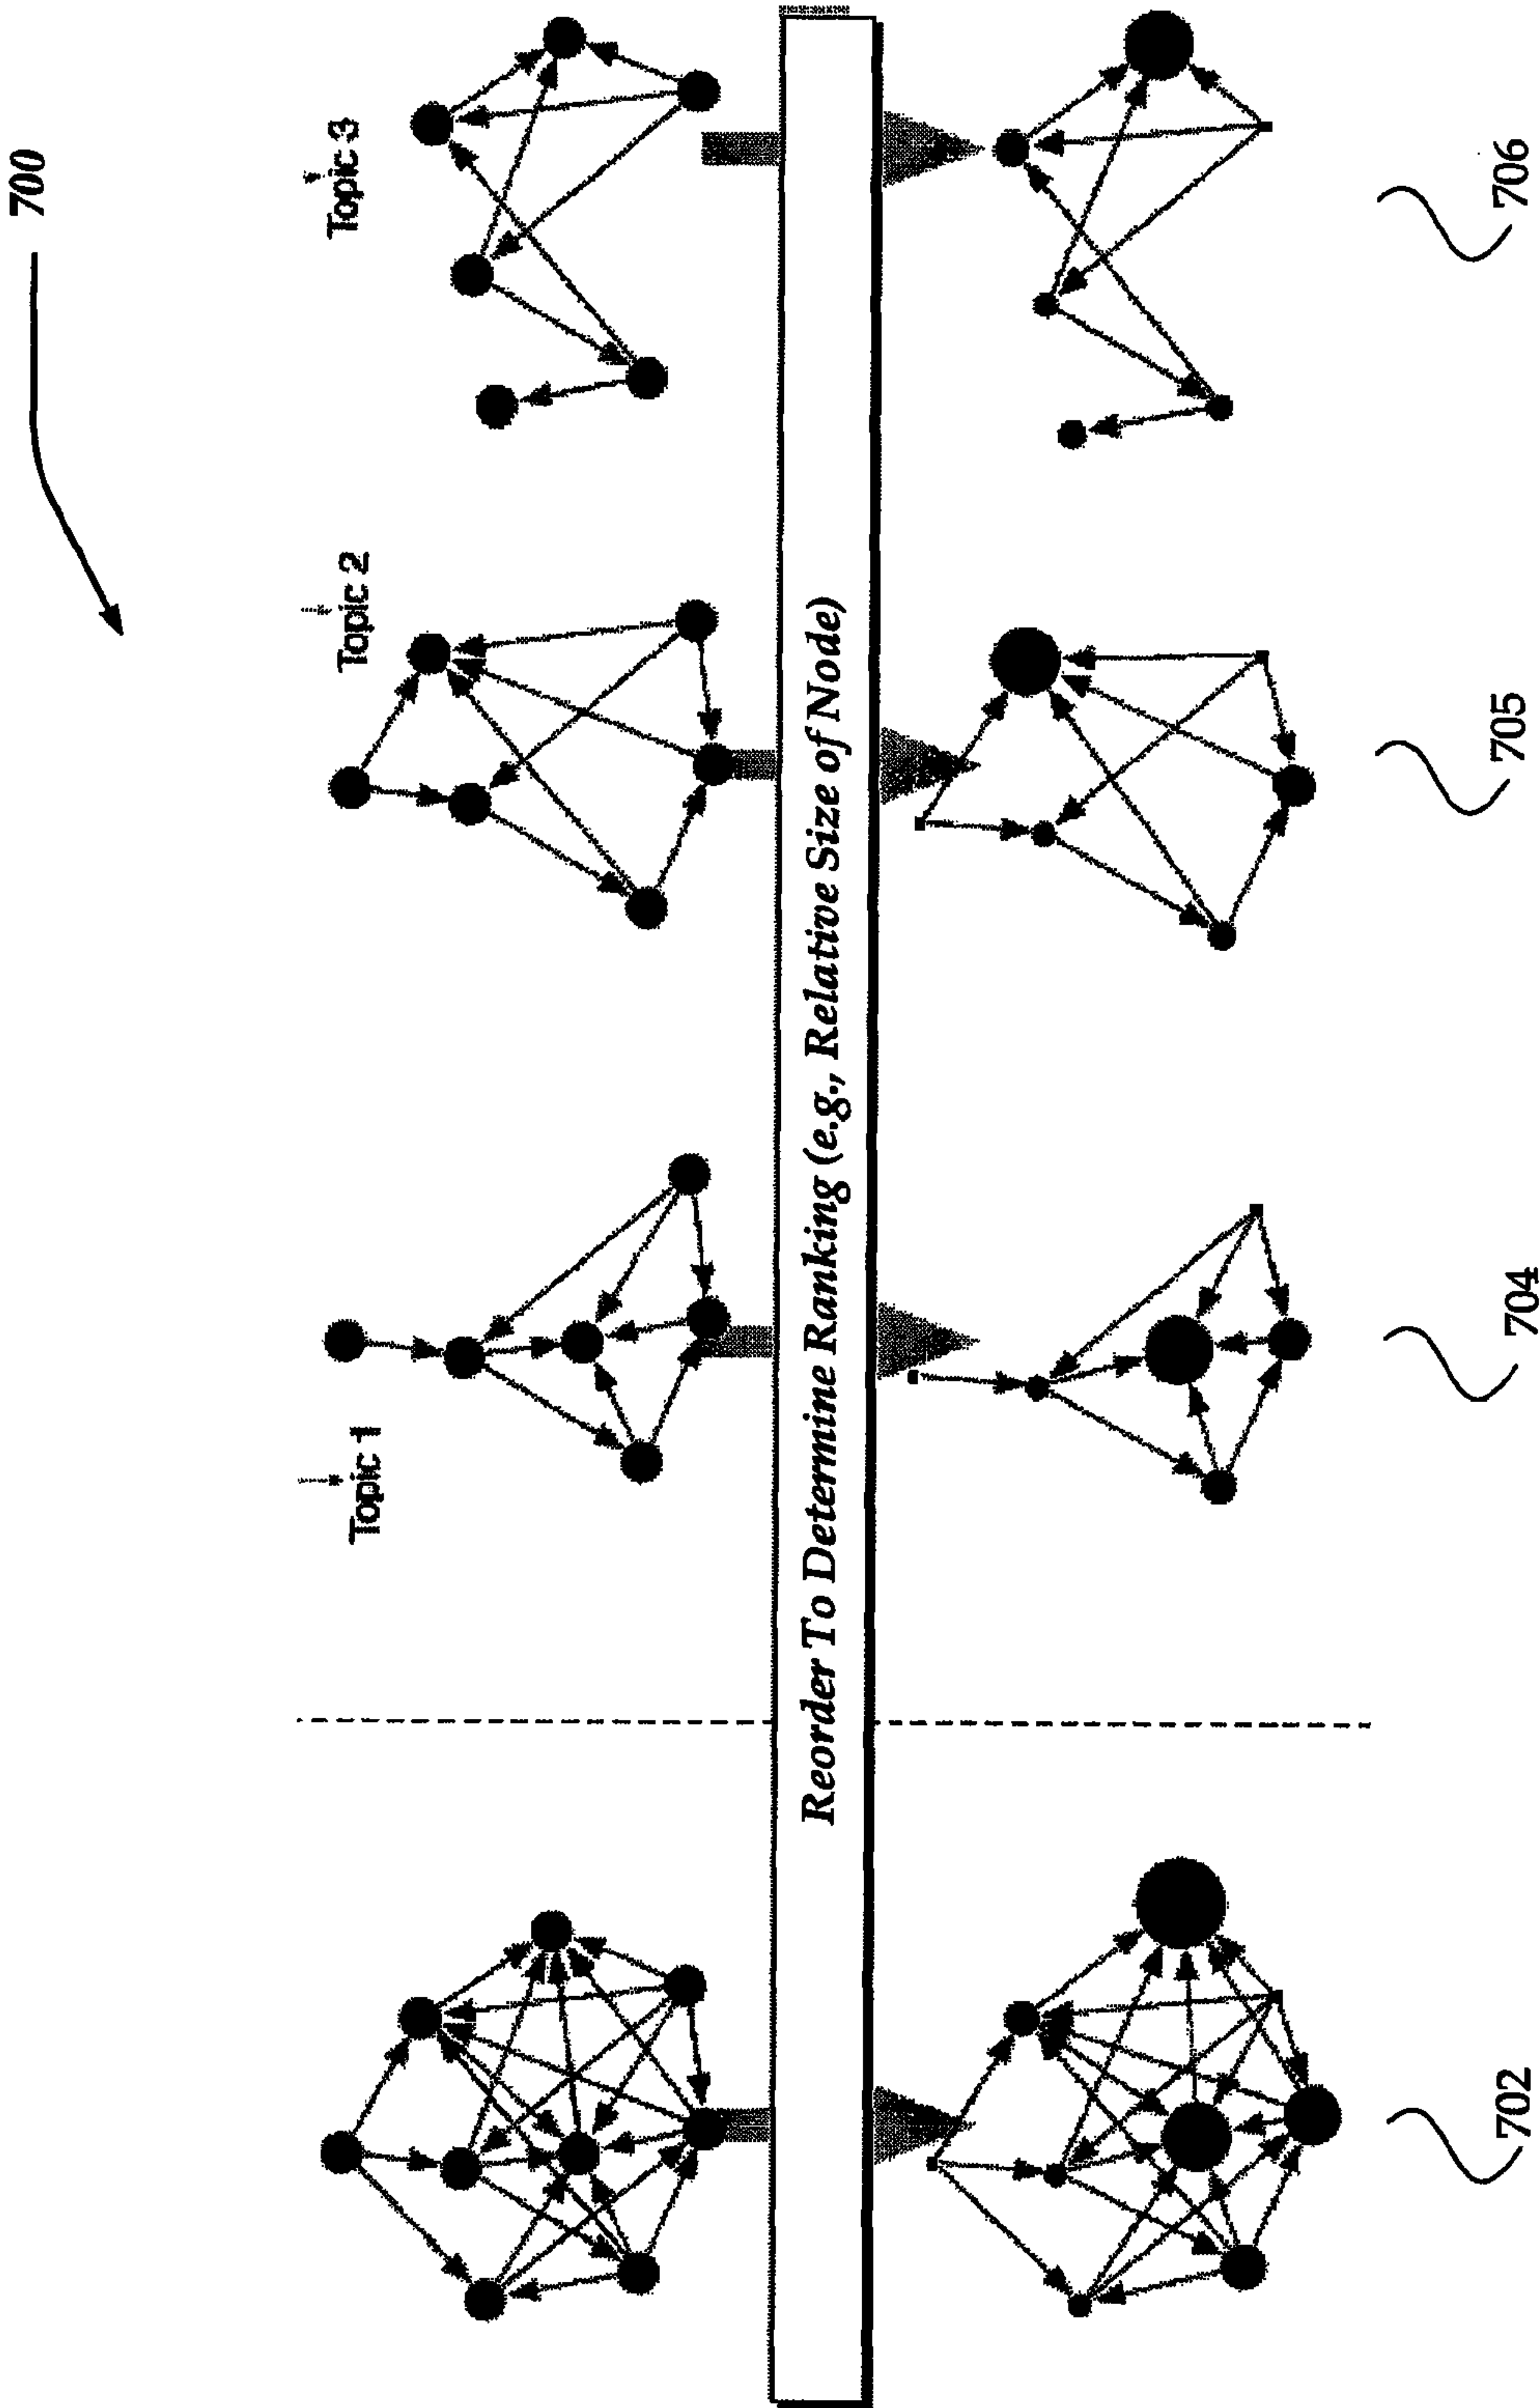 700
Topic 1
Topic 2
Topic 3
Reorder To Determine Ranking (e.g., Relative Size of Node)
702
704
705
706